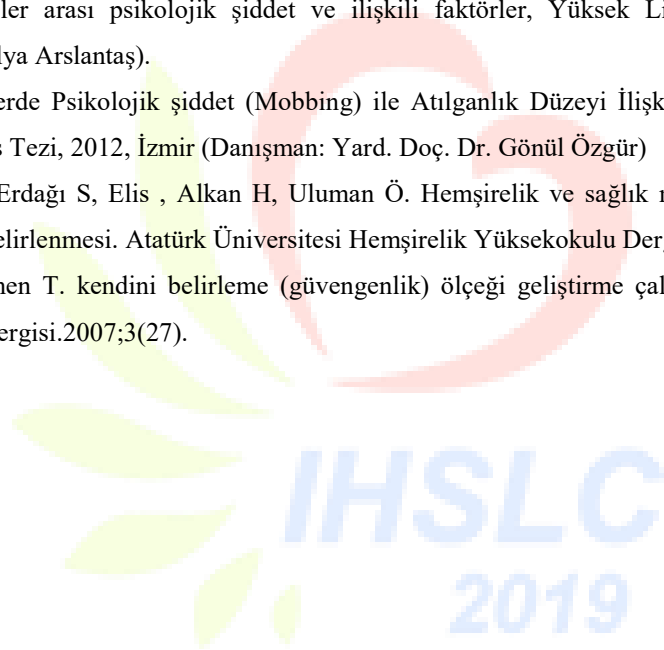 ler arası psikolojik şiddet ve ilişkili faktörler, Yüksek Li
lya Arslantaş).
erde Psikolojik şiddet (Mobbing) ile Atılganlık Düzeyi İlişk
s Tezi, 2012, İzmir (Danışman: Yard. Doç. Dr. Gönül Özgür)
Erdağı S, Elis , Alkan H, Uluman Ö. Hemşirelik ve sağlık
elirlenmesi. Atatürk Üniversitesi Hemşirelik Yüksekokulu Der
nen T. kendini belirleme (güvengenlik) ölçeği geliştirme çal
ergisi.2007;3(27).
IHSLC
2019